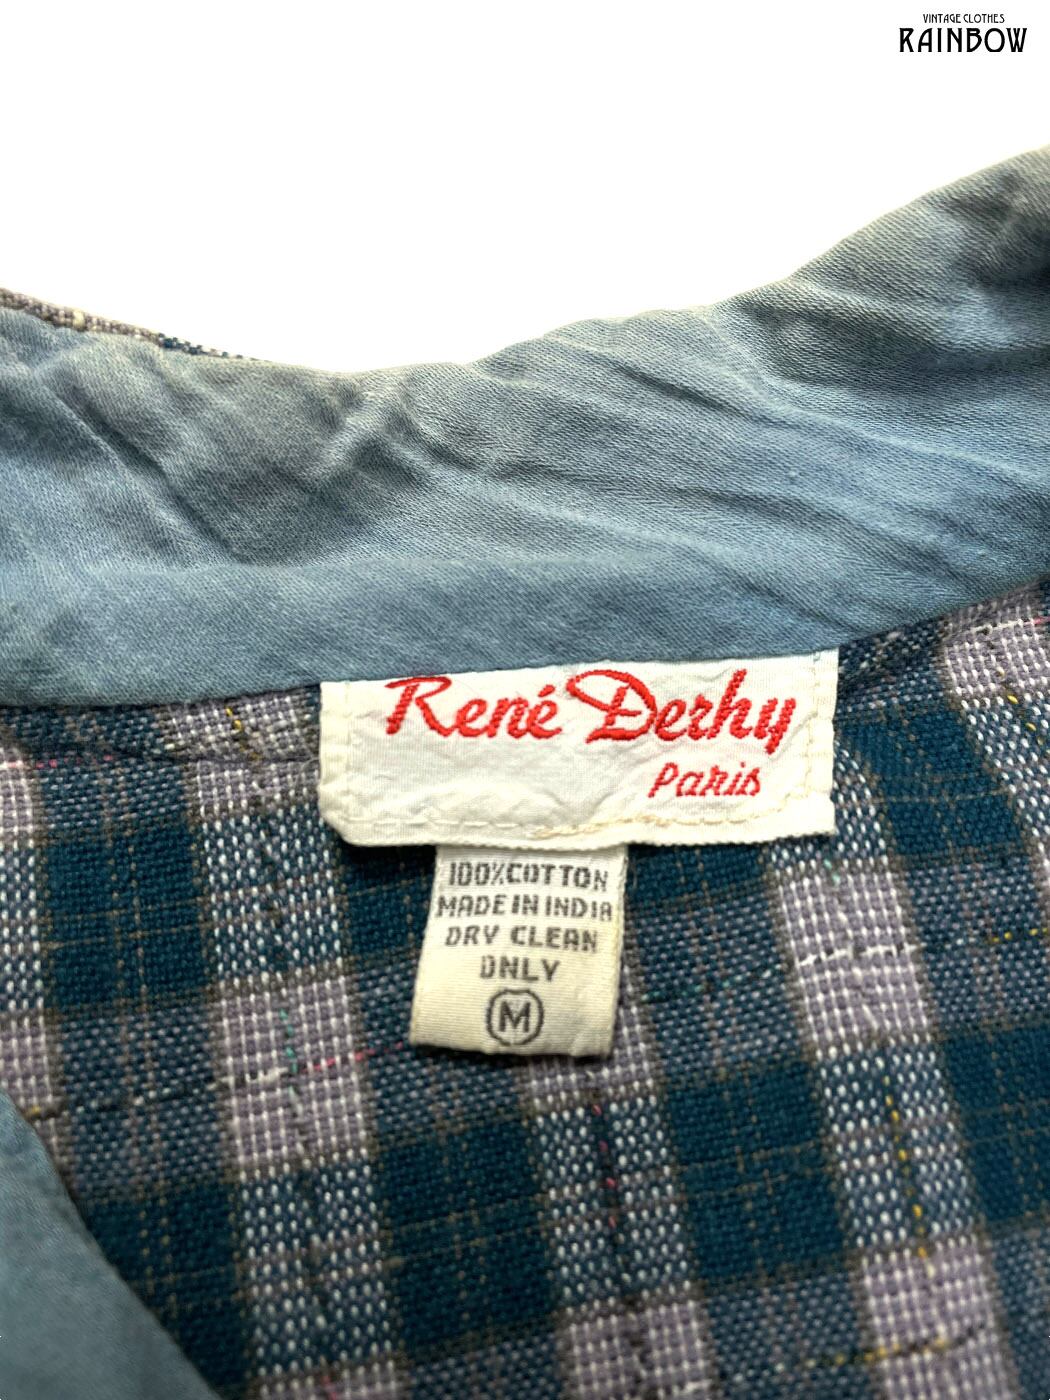 VINTAGE CLOTHES
RAINBOW
René Derhy
Paris
100%COTTON
MADE IN INDIA
DRY CLEAN
ONLY
M